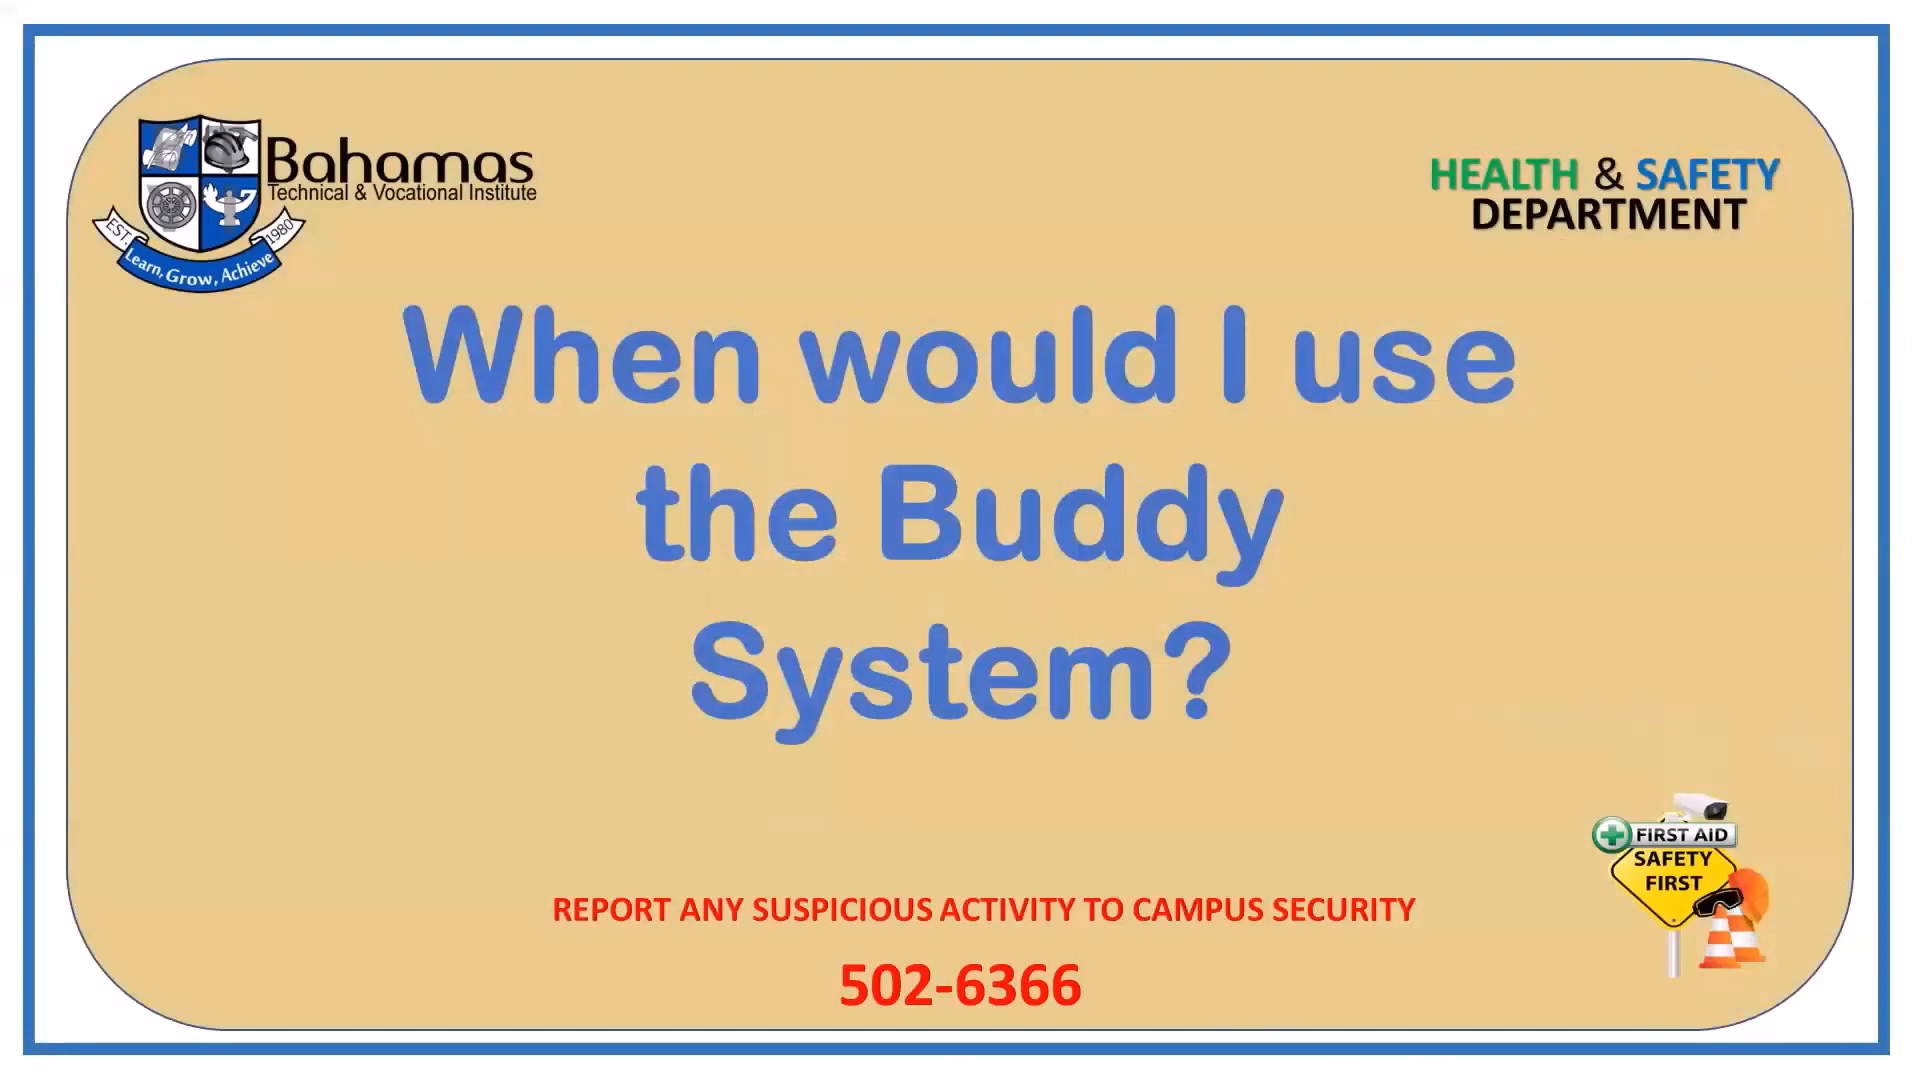 Bahamas
Technical & Vocational Institute
EST. 1980
Learn, Grow, Achieve
HEALTH & SAFETY
DEPARTMENT
When would I use
the Buddy
System?
FIRST AID
SAFETY
FIRST
REPORT ANY SUSPICIOUS ACTIVITY TO CAMPUS SECURITY
502-6366